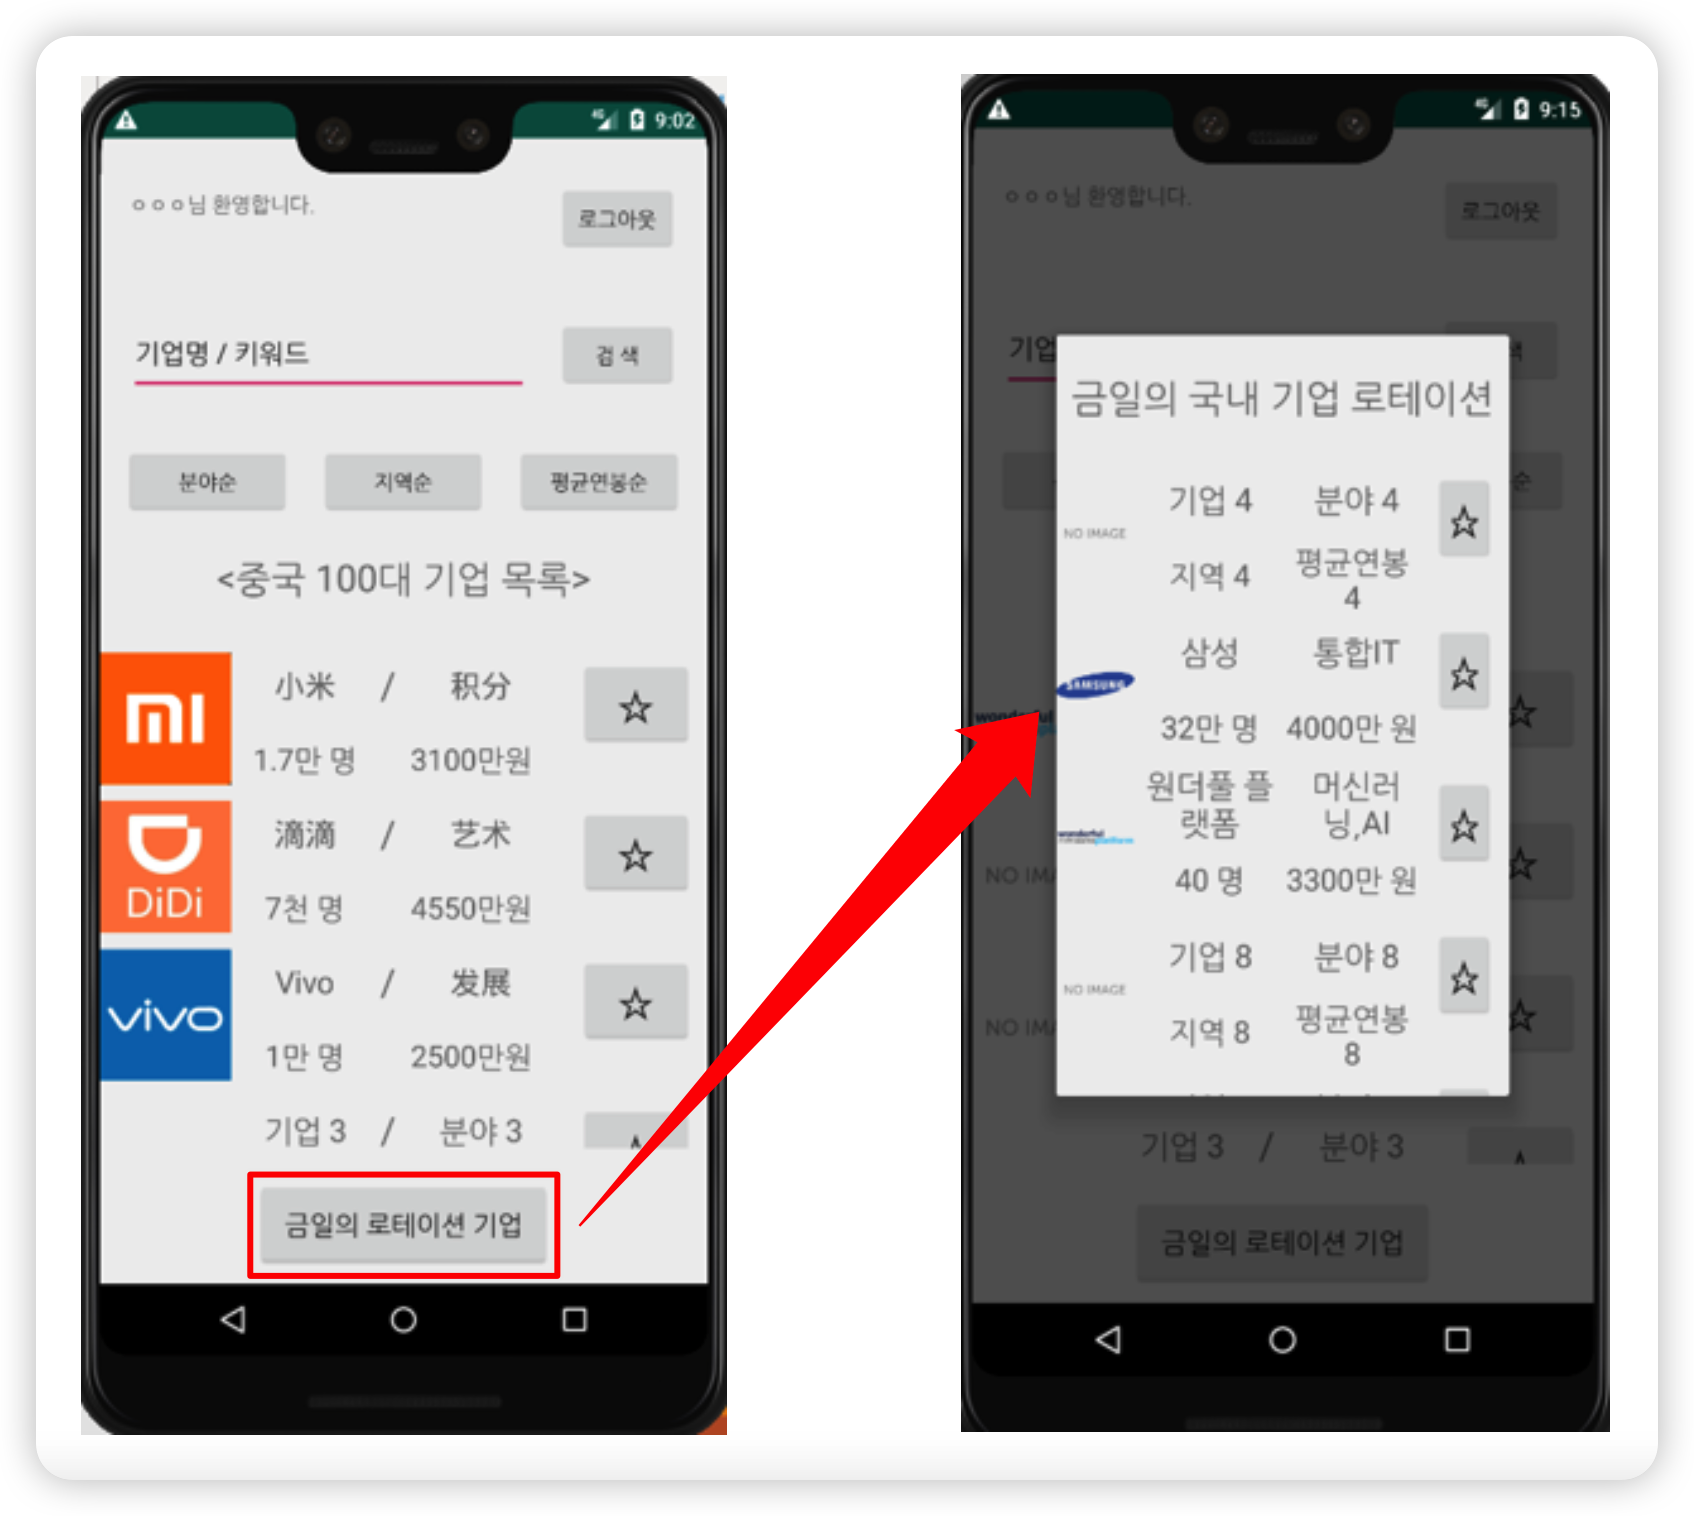 9:02
ㅇㅇㅇ님 환영합니다.
로그아웃
기업명 / 키워드
검 색
분야순
지역순
평균연봉순
<중국 100대 기업 목록>
小米 / 积分
1.7만 명 3100만원
DiDi
滴滴 / 艺术
7천 명 4550만원
vivo
Vivo / 发展
1만 명 2500만원
기업 3 / 분야 3
금일의 로테이션 기업
9:15
ㅇㅇㅇ님 환영합니다.
로그아웃
기업
색
순
금일의 국내 기업 로테이션
NO IMAGE
기업 4 분야 4
지역 4 평균연봉
4
SAMSUNG
삼성 통합IT
32만 명 4000만 원
wonderful
platform
원더풀 플 머신러
랫폼 닝,AI
40 명 3300만 원
NO IMAGE
기업 8 분야 8
지역 8 평균연봉
8
wonderful
NO IMA
NO IMA
기업 3 / 분야 3
금일의 로테이션 기업